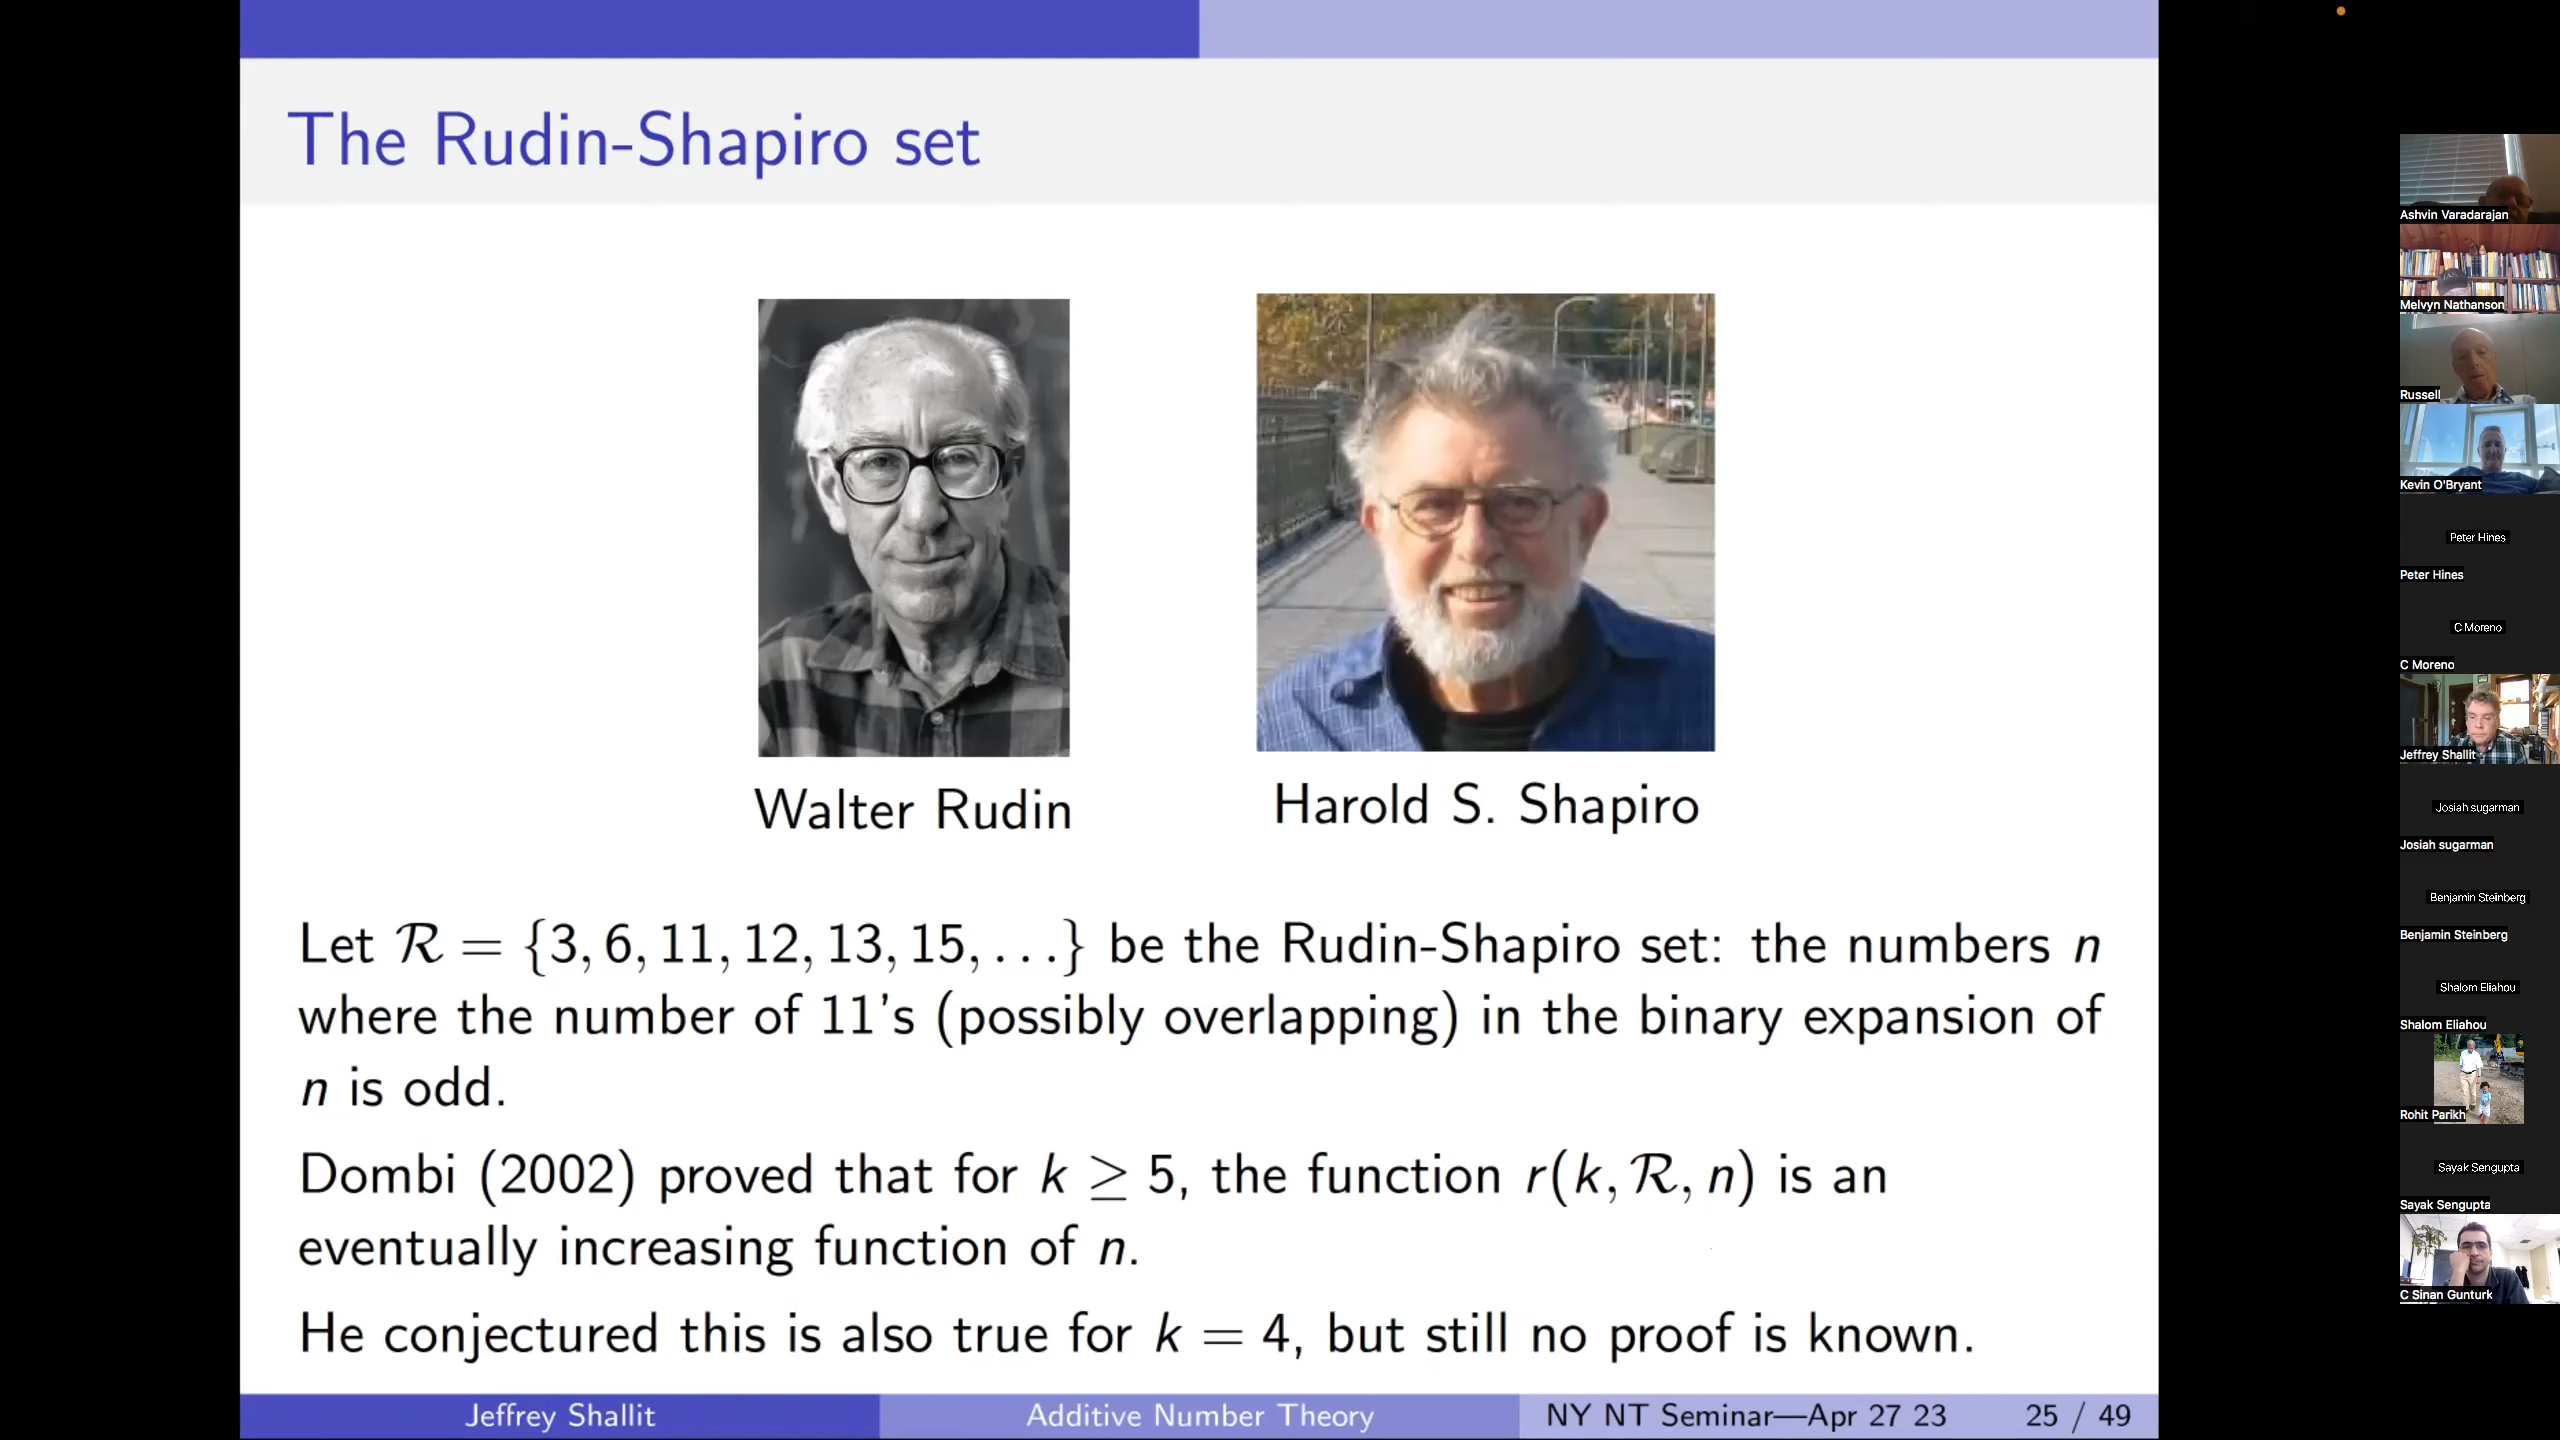 The Rudin-Shapiro set
Walter Rudin
Harold S. Shapiro
Let R = {3, 6, 11, 12, 13, 15, . . .} be the Rudin-Shapiro set: the numbers n
where the number of 11's (possibly overlapping) in the binary expansion of
n is odd.
Dombi (2002) proved that for k ≥ 5, the function r(k, R, n) is an
eventually increasing function of n.
He conjectured this is also true for k = 4, but still no proof is known.
Jeffrey Shallit
Additive Number Theory
NY NT Seminar—Apr 27 23
25 / 49
Ashvin Varadarajan
Melvyn Nathanson
Russell
Kevin O'Bryant
Peter Hines
Peter Hines
C Moreno
C Moreno
Jeffrey Shallit
Josiah sugarman
Josiah sugarman
Benjamin Steinberg
Benjamin Steinberg
Shalom Eliahou
Shalom Eliahou
Rohit Parikh
Sayak Sengupta
Sayak Sengupta
C Sinan Gunturk